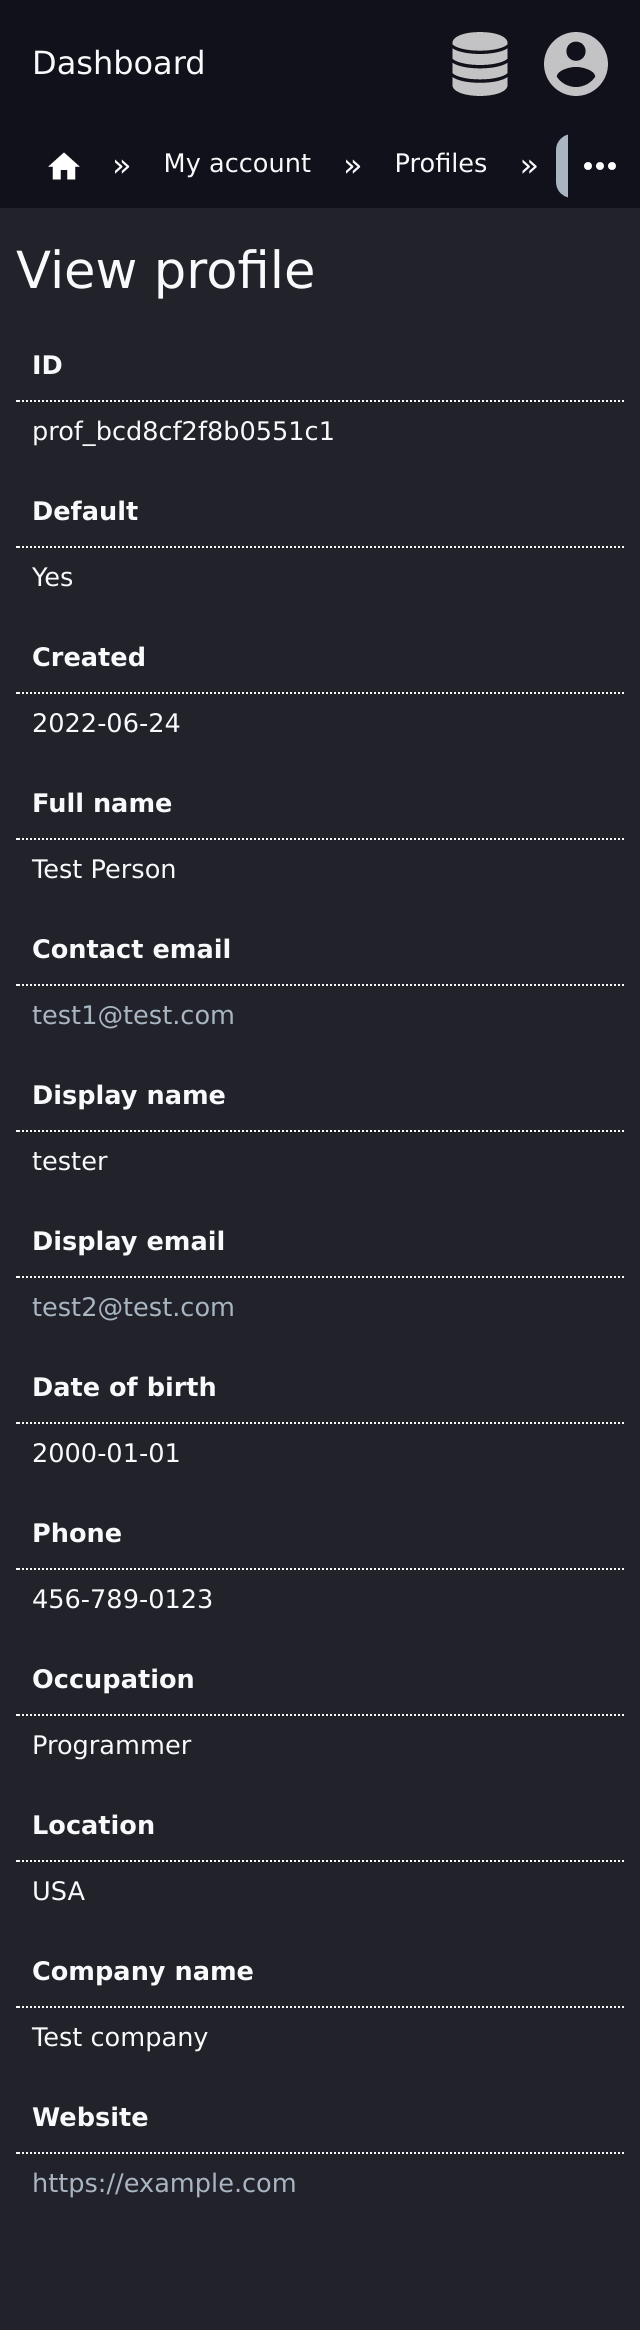 Dashboard
» My account » Profiles » •••
View profile
ID
prof_bcd8cf2f8b0551c1
Default
Yes
Created
2022-06-24
Full name
Test Person
Contact email
test1@test.com
Display name
tester
Display email
test2@test.com
Date of birth
2000-01-01
Phone
456-789-0123
Occupation
Programmer
Location
USA
Company name
Test company
Website
https://example.com